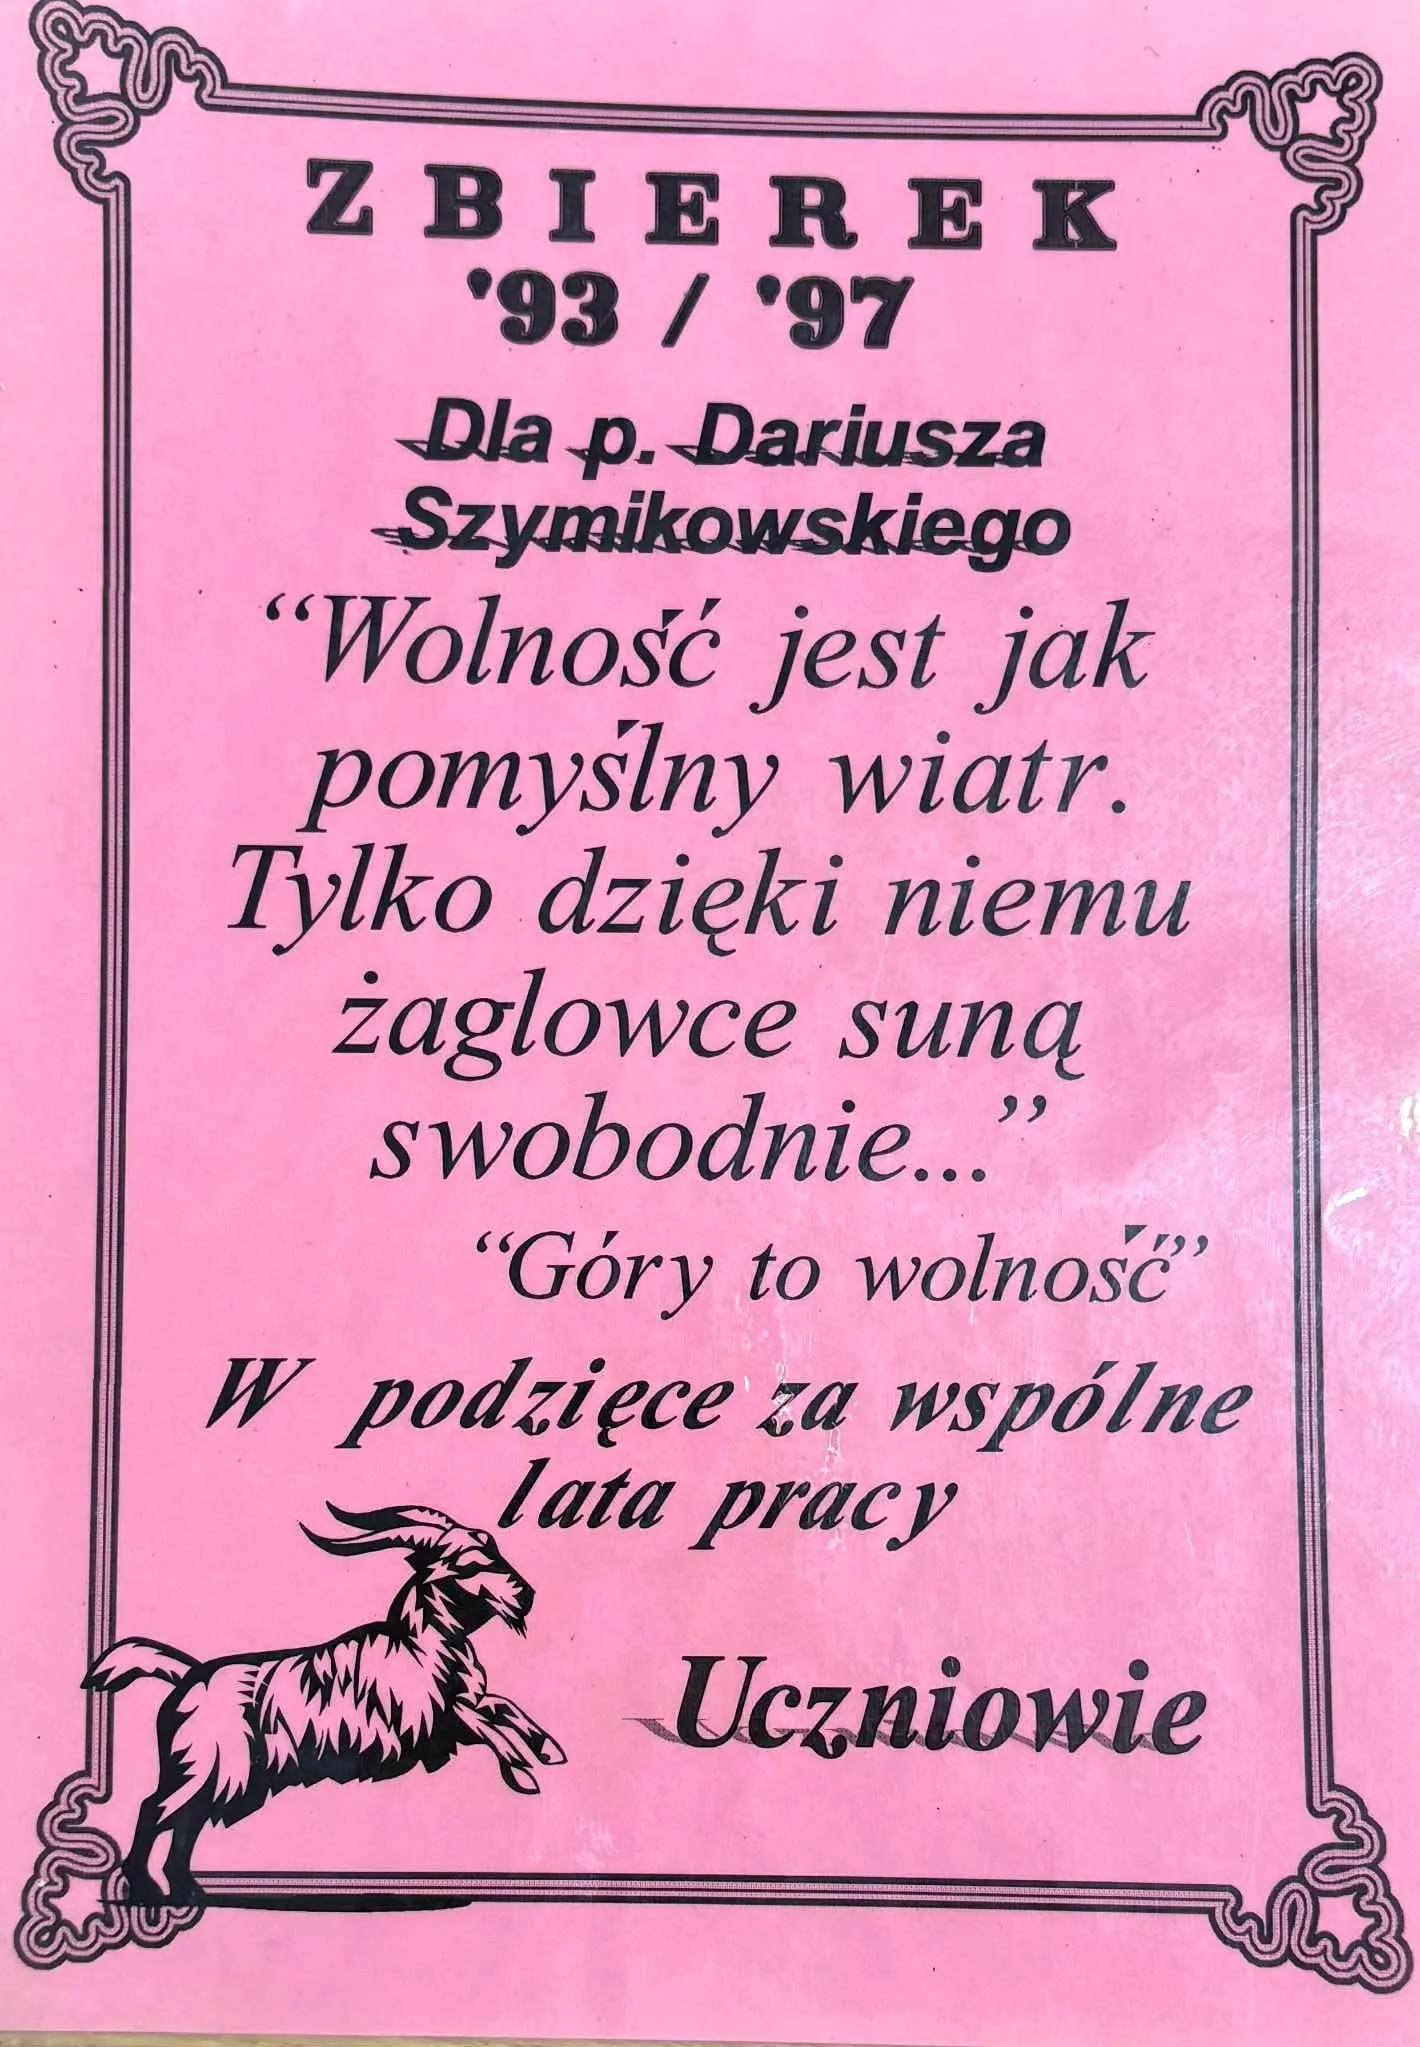 ZBIEREK
'93 / '97
Dla p. Dariusza
Szymikowskiego
“Wolność jest jak
pomyślny wiatr.
Tylko dzięki niemu
żaglowce suną
swobodnie...”
“Góry to wolność”
W podzięce za wspólne
lata pracy
Uczniowie